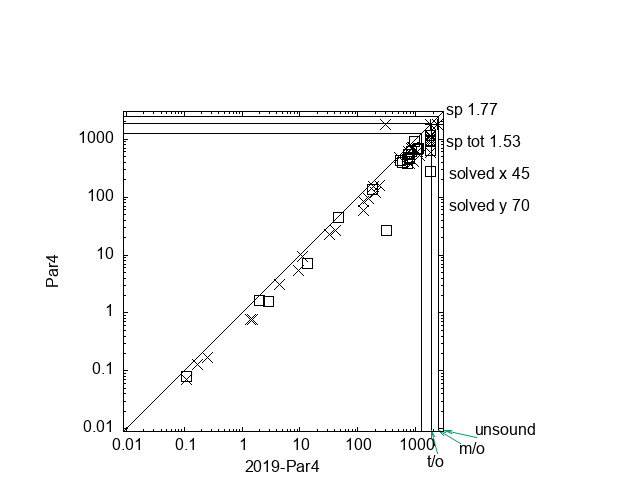 sp 1.77
1000
sp tot 1.53
solved x 45
100
solved y 70
Par4
10
1
0.1
0.01
unsound
0.01 0.1 1 10 100 1000
m/o
t/o
2019-Par4